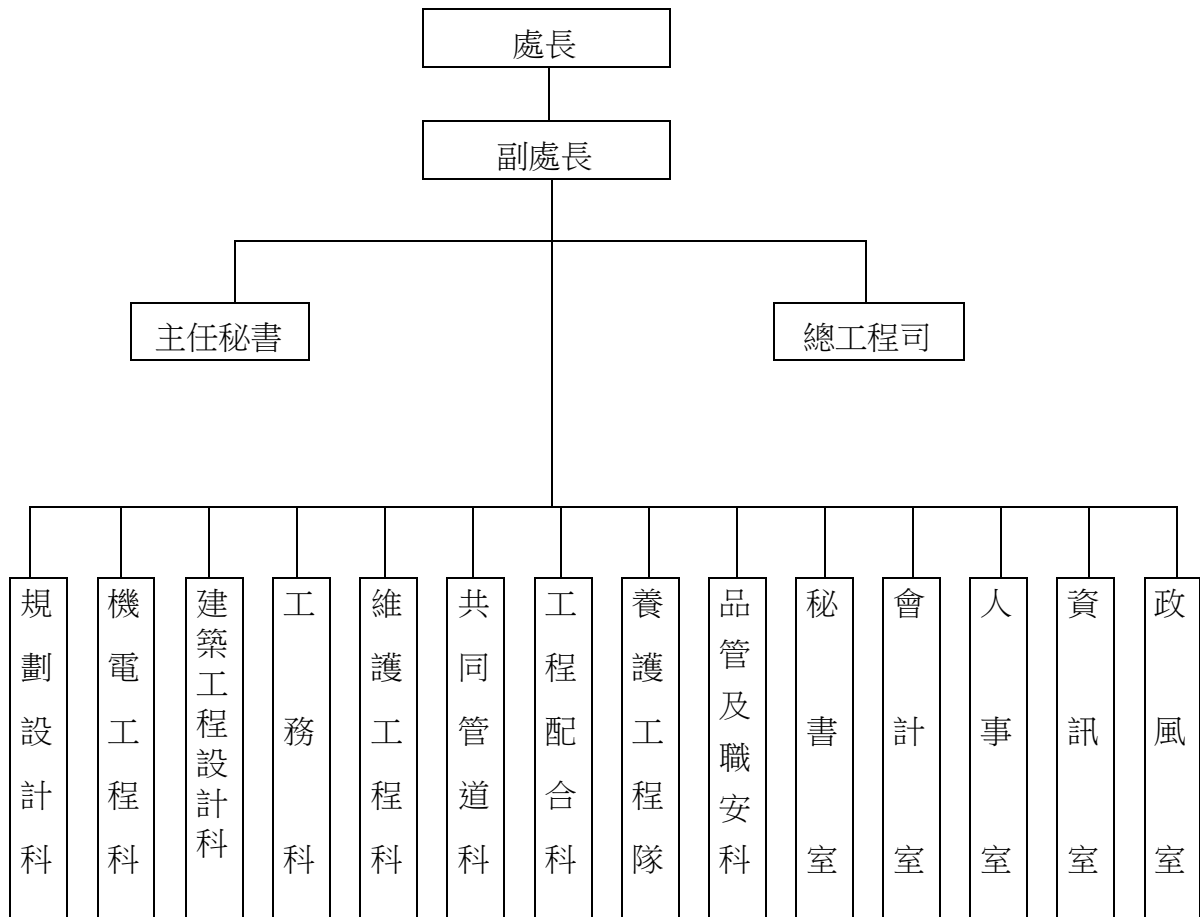 處長
副處長
主任秘書
總工程司
規劃設計科
機電工程科
建築工程設計科
工務科
維護工程科
共同管道科
工程配合科
養護工程隊
品管及職安科
秘書室
會計室
人事室
資訊室
政風室